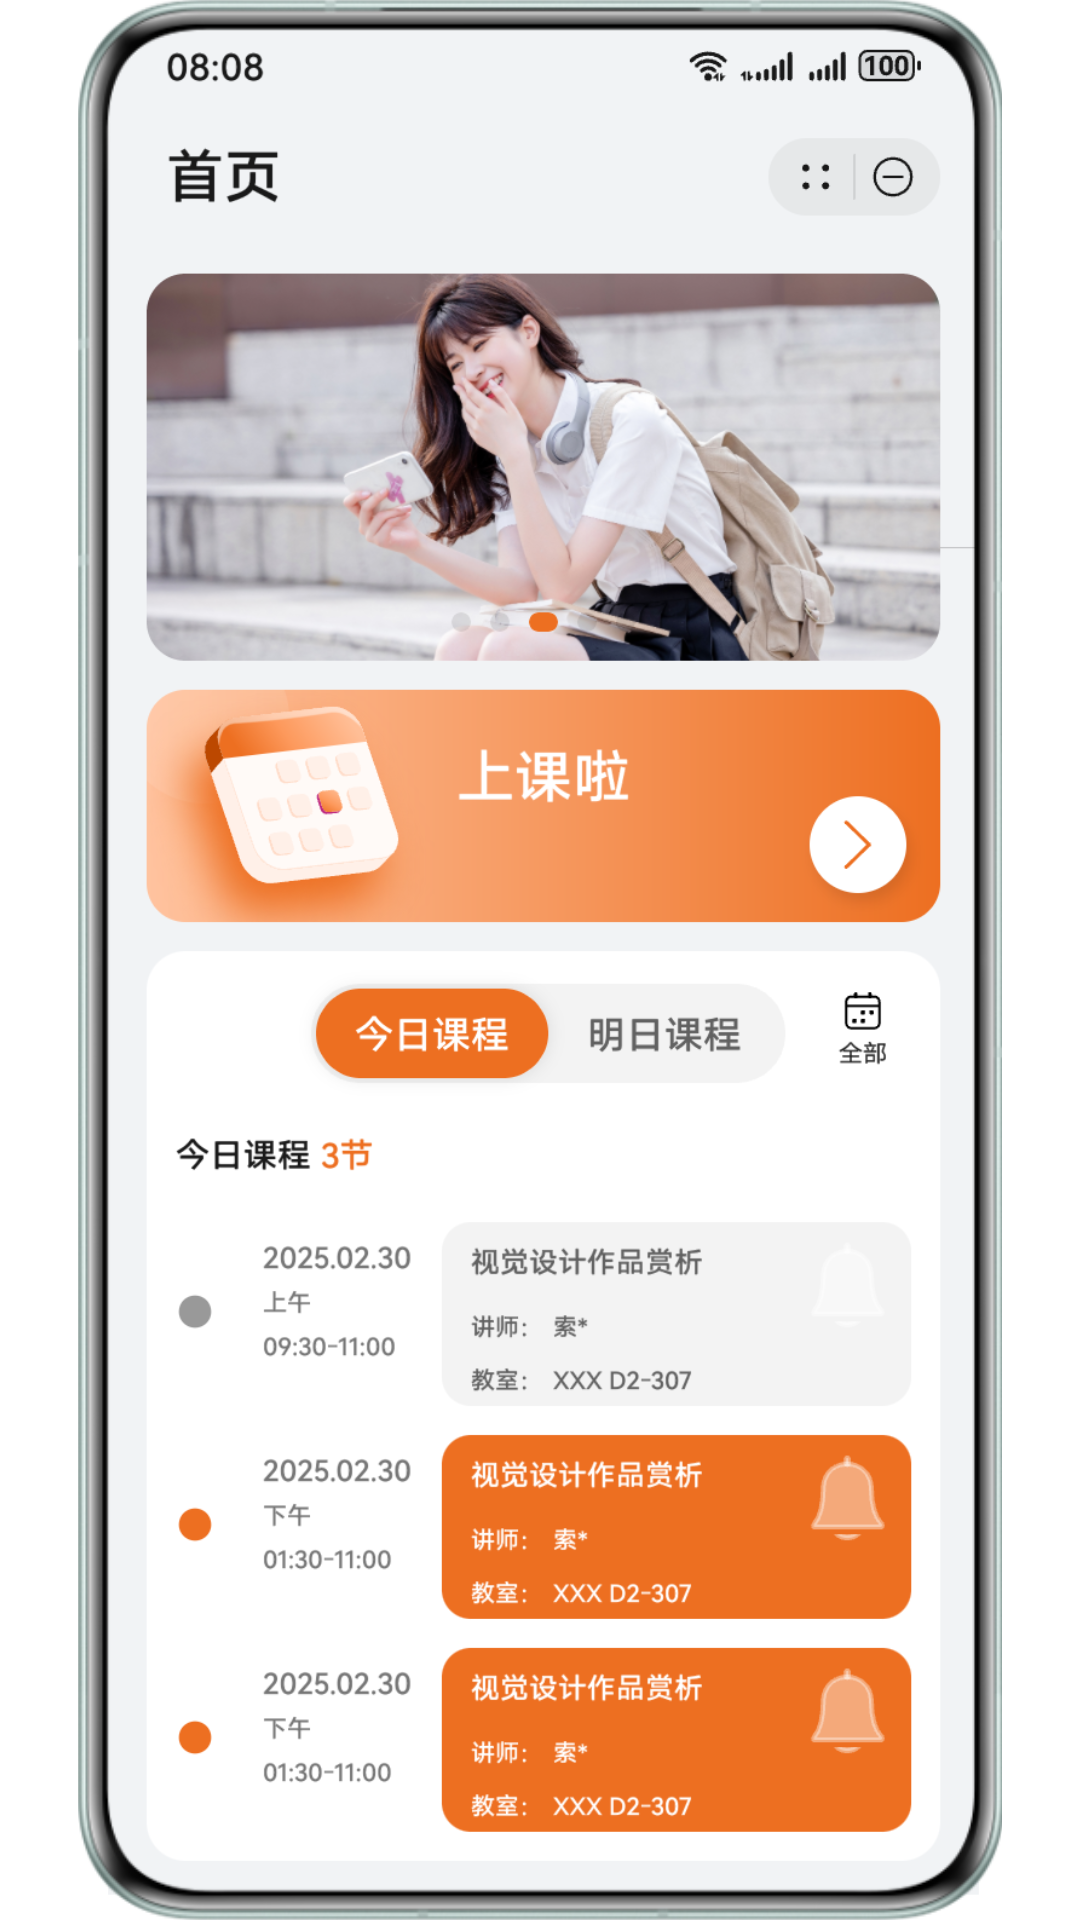 08:08
100
首页
上课啦
今日课程
明日课程
全部
今日课程 3节
2025.02.30
上午
09:30-11:00
视觉设计作品赏析
讲师： 索*
教室： XXX D2-307
2025.02.30
下午
01:30-11:00
视觉设计作品赏析
讲师： 索*
教室： XXX D2-307
2025.02.30
下午
01:30-11:00
视觉设计作品赏析
讲师： 索*
教室： XXX D2-307